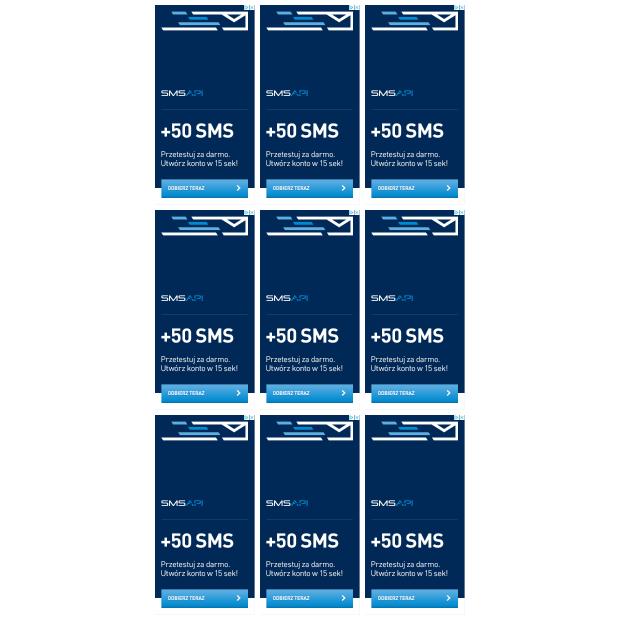 SMSAPI SMSAPI SMSAPI
+50 SMS +50 SMS +50 SMS
Przetestuj za darmo. Przetestuj za darmo. Przetestuj za darmo.
Utwórz konto w 15 sek! Utwórz konto w 15 sek! Utwórz konto w 15 sek!
ODBIERZ TERAZ ODBIERZ TERAZ ODBIERZ TERAZ
SMSAPI SMSAPI SMSAPI
+50 SMS +50 SMS +50 SMS
Przetestuj za darmo. Przetestuj za darmo. Przetestuj za darmo.
Utwórz konto w 15 sek! Utwórz konto w 15 sek! Utwórz konto w 15 sek!
ODBIERZ TERAZ ODBIERZ TERAZ ODBIERZ TERAZ
SMSAPI SMSAPI SMSAPI
+50 SMS +50 SMS +50 SMS
Przetestuj za darmo. Przetestuj za darmo. Przetestuj za darmo.
Utwórz konto w 15 sek! Utwórz konto w 15 sek! Utwórz konto w 15 sek!
ODBIERZ TERAZ ODBIERZ TERAZ ODBIERZ TERAZ